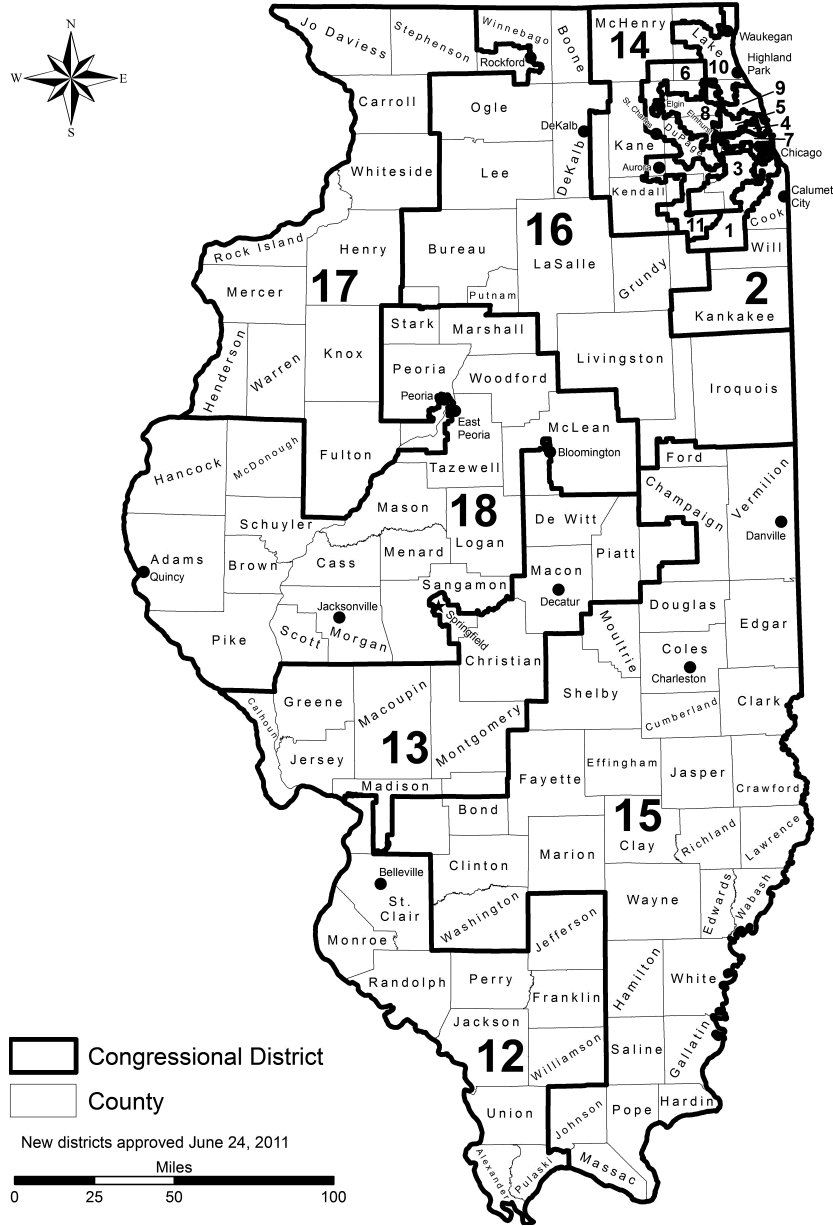 N
W
E
S
Jo Daviess
Stephenson
Winnebago
Rockford
Boone
McHenry
14
Lake
Waukegan
Highland
Park
10
6
9
5
4
7
Chicago
8
3
Elgin
St. Charles
Elmhurst
DuPage
Kane
Aurora
Kendall
Calumet
City
Cook
11
1
Will
Carroll
Ogle
DeKalb
DeKalb
Whiteside
Lee
Rock Island
Henry
Bureau
16
LaSalle
Putnam
Grundy
2
Kankakee
Mercer
17
Stark
Marshall
Henderson
Warren
Knox
Peoria
Woodford
Livingston
Iroquois
Peoria
East
Peoria
McLean
Bloomington
Hancock
McDonough
Fulton
Tazewell
Ford
Champaign
Vermilion
Danville
Mason
18
Logan
De Witt
Schuyler
Adams
Quincy
Brown
Cass
Menard
Piatt
Macon
Decatur
Sangamon
Springfield
Jacksonville
Morgan
Scott
Pike
Christian
Douglas
Edgar
Moultrie
Coles
Charleston
Shelby
Cumberland
Clark
Calhoun
Greene
Macoupin
Montgomery
13
Jersey
Madison
Fayette
Effingham
Jasper
Crawford
Bond
15
Clay
Richland
Lawrence
Clinton
Marion
Belleville
St.
Clair
Washington
Jefferson
Wayne
Edwards
Wabash
Monroe
Randolph
Perry
Franklin
Hamilton
White
Jackson
12
Williamson
Saline
Gallatin
Union
Johnson
Pope
Hardin
Alexander
Pulaski
Massac
Congressional District
County
New districts approved June 24, 2011
Miles
0 25 50 100